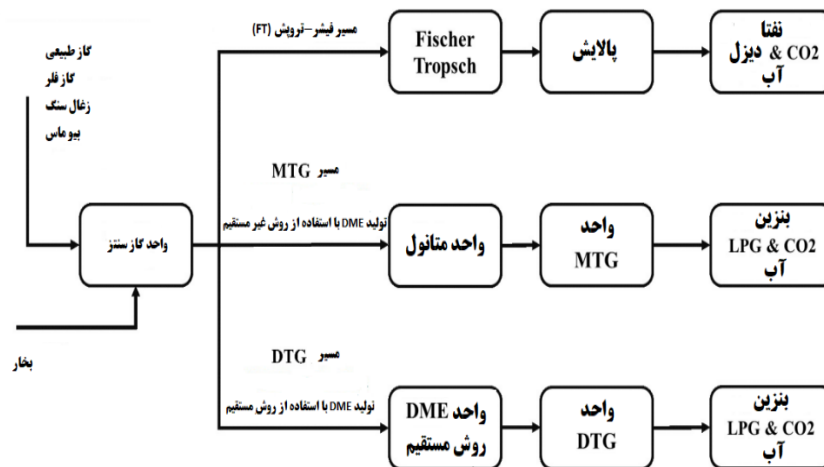 گاز طبیعی
گاز فلر
زغال سنگ
بیو ماس
بخار
واحد گاز سنتز
مسیر فیشر-تروپش (FT)
Fischer
Tropsch
پالایش
نفتا
دیزل & CO2
آب
مسیر MTG
تولید DME با استفاده از روش غیر مستقیم
واحد متانول
واحد
MTG
بنزین
LPG & CO2
آب
مسیر DTG
تولید DME با استفاده از روش مستقیم
واحد DME
روش مستقیم
واحد
DTG
بنزین
LPG & CO2
آب